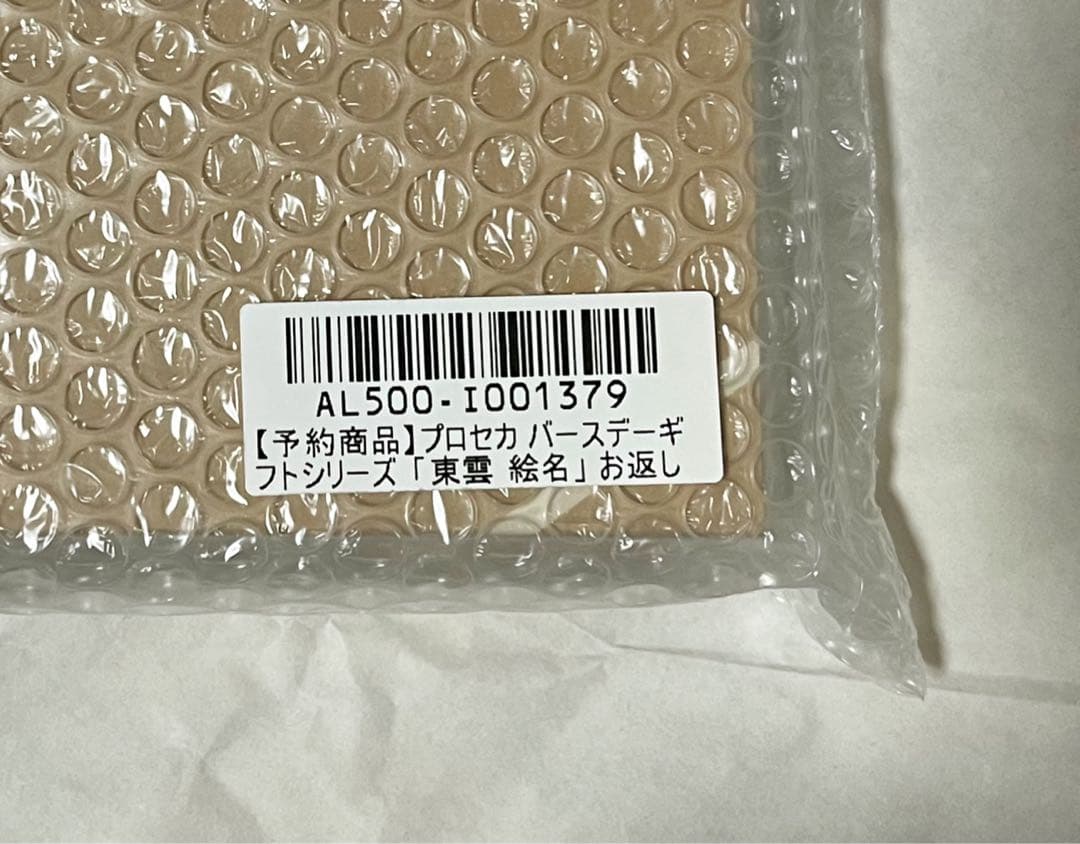 AL500-I001379
【予約商品】プロセカ バースデーギ
フトシリーズ「東雲 絵名」お返し